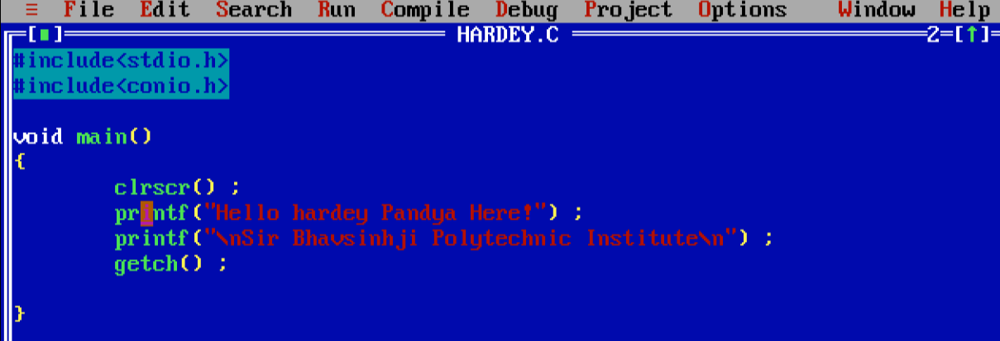 ≡ File Edit Search Run Compile Debug Project Options Window Help
[■] HARDEY.C 2=[↑]
#include<stdio.h>
#include<conio.h>
void main()
{
clrscr() ;
printf("Hello hardey Pandya Here!") ;
printf("\nSir Bhavsinhji Polytechnic Institute\n") ;
getch() ;
}